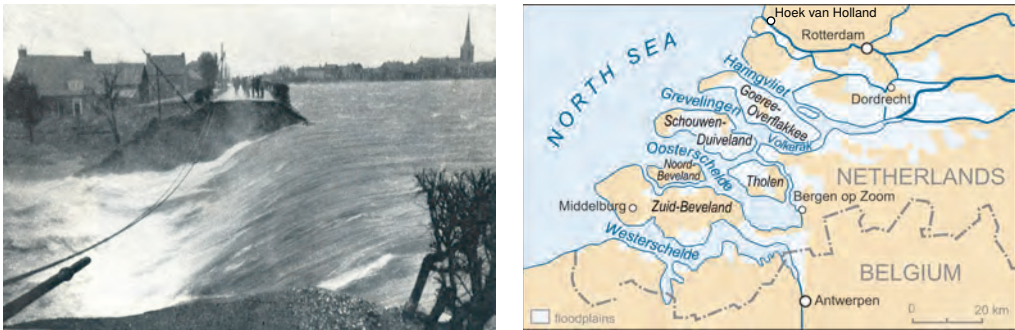 Hoek van Holland
Rotterdam
NORTH SEA
Haringvliet
Dordrecht
Goeree-
Overflakkee
Grevelingen
Schouwen-
Duiveland
Volkerak
Oosterschelde
Noord-
Beveland
Tholen
NETHERLANDS
Bergen op Zoom
Middelburg
Zuid-Beveland
Westerschelde
BELGIUM
Antwerpen
floodplains
0 20 km